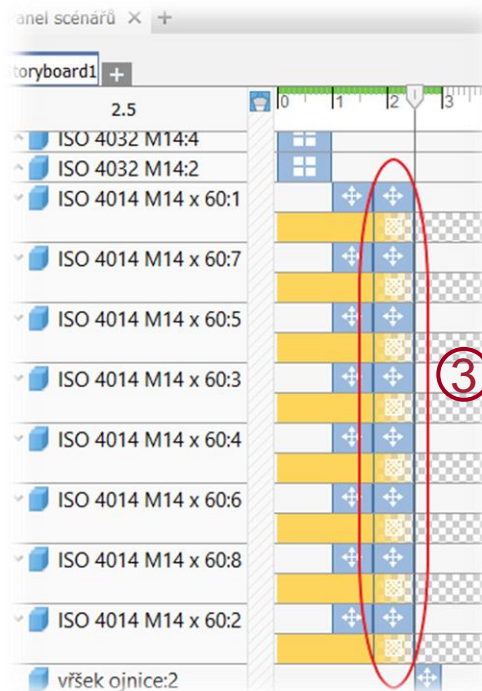 anel scénářů × +
toryboard1 +
2.5 0 1 2 3
ISO 4032 M14:4
ISO 4032 M14:2
ISO 4014 M14 x 60:1
ISO 4014 M14 x 60:7
ISO 4014 M14 x 60:5
ISO 4014 M14 x 60:3
3
ISO 4014 M14 x 60:4
ISO 4014 M14 x 60:6
ISO 4014 M14 x 60:8
ISO 4014 M14 x 60:2
vršek ojnice:2